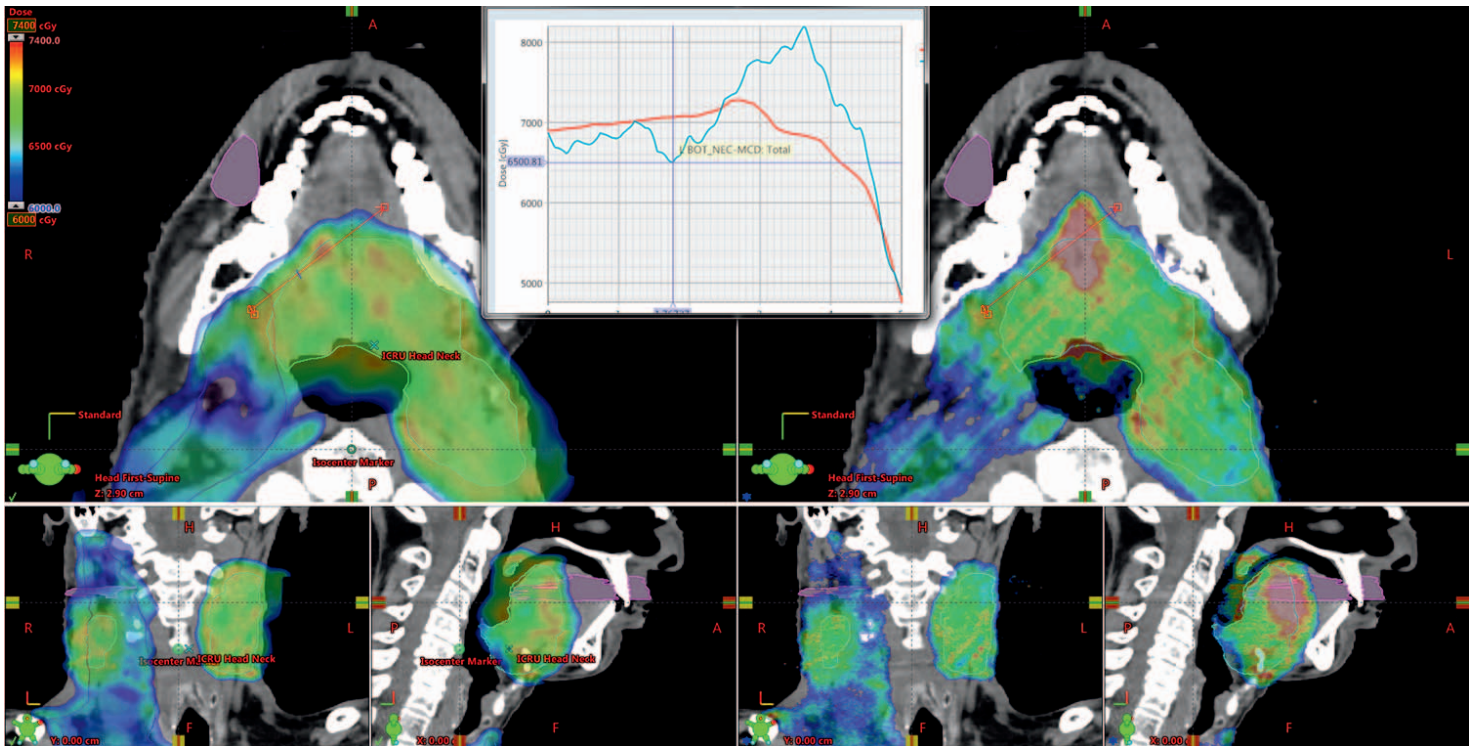 Dose
7400 cGy
7400.0
7000 cGy
6500 cGy
6000.0
6000 cGy
A
R
ICRU Head Neck
Standard
Isocenter Marker
Head First-Supine
Z: 2.90 cm
P
8000
7000
6500.81
6000
5000
Dose [cGy]
L BOT_NEC-MCD: Total
0
4
A
L
Standard
Head First-Supine
Z: 2.90 cm
P
H
R
L
ICRU Head Neck
F
Y: 0.00 cm
H
P
A
Isocenter Marker
ICRU Head Neck
F
X: 0.00 cm
H
R
L
F
Y: 0.00 cm
H
P
A
F
X: 0.00 cm